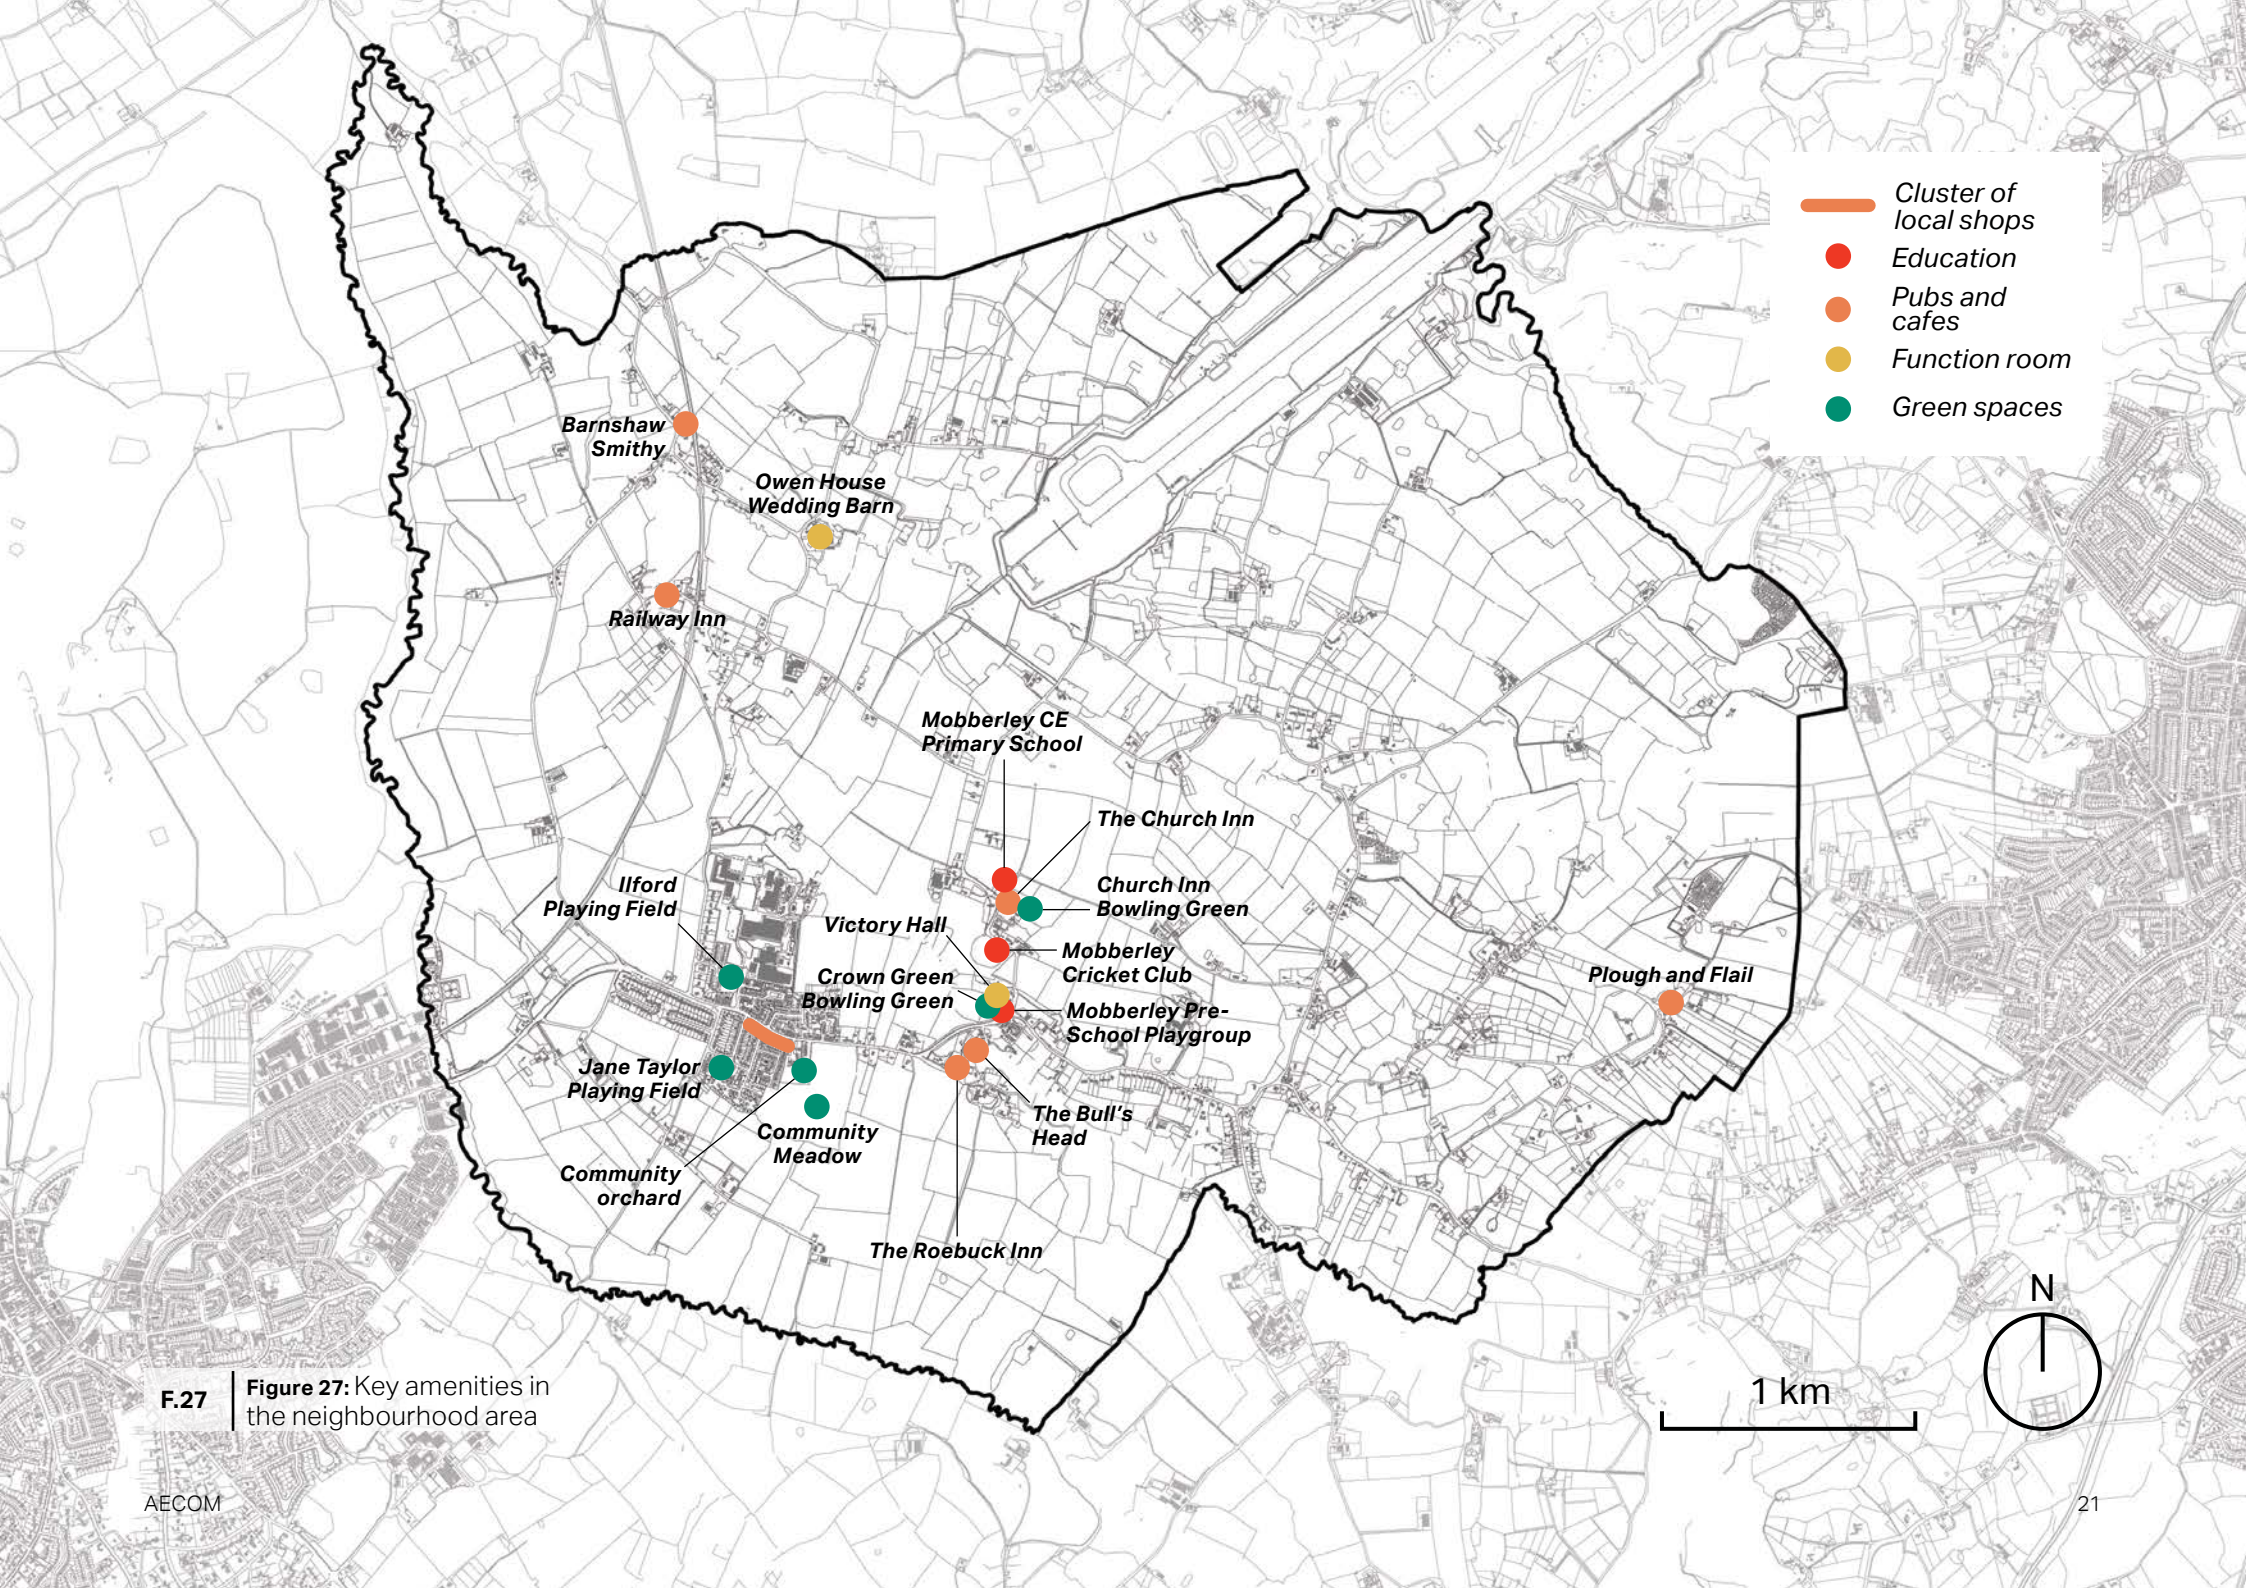 Cluster of
local shops
Education
Pubs and
cafes
Function room
Green spaces
Barnshaw
Smithy
Owen House
Wedding Barn
Railway Inn
Mobberley CE
Primary School
The Church Inn
Ilford
Playing Field
Church Inn
Bowling Green
Victory Hall
Mobberley
Cricket Club
Crown Green
Bowling Green
Plough and Flail
Mobberley Pre-
School Playgroup
Jane Taylor
Playing Field
The Bull's
Head
Community
Meadow
Community
orchard
The Roebuck Inn
N
1 km
F.27
Figure 27: Key amenities in
the neighbourhood area
AECOM
21